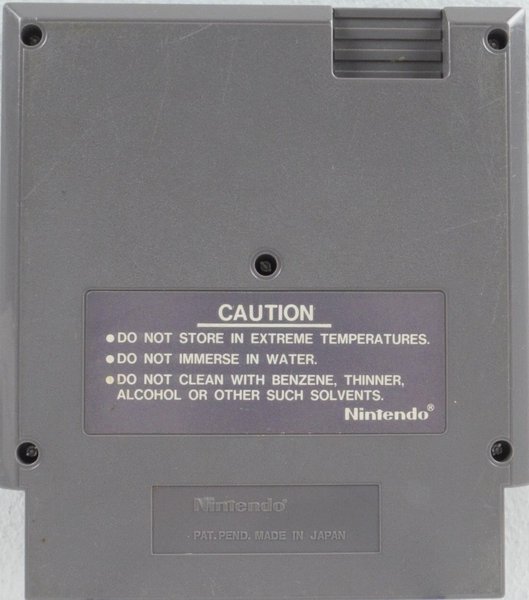 CAUTION
●DO NOT STORE IN EXTREME TEMPERATURES.
●DO NOT IMMERSE IN WATER.
●DO NOT CLEAN WITH BENZENE, THINNER,
ALCOHOL OR OTHER SUCH SOLVENTS.
Nintendo®
Nintendo®
PAT. PEND. MADE IN JAPAN